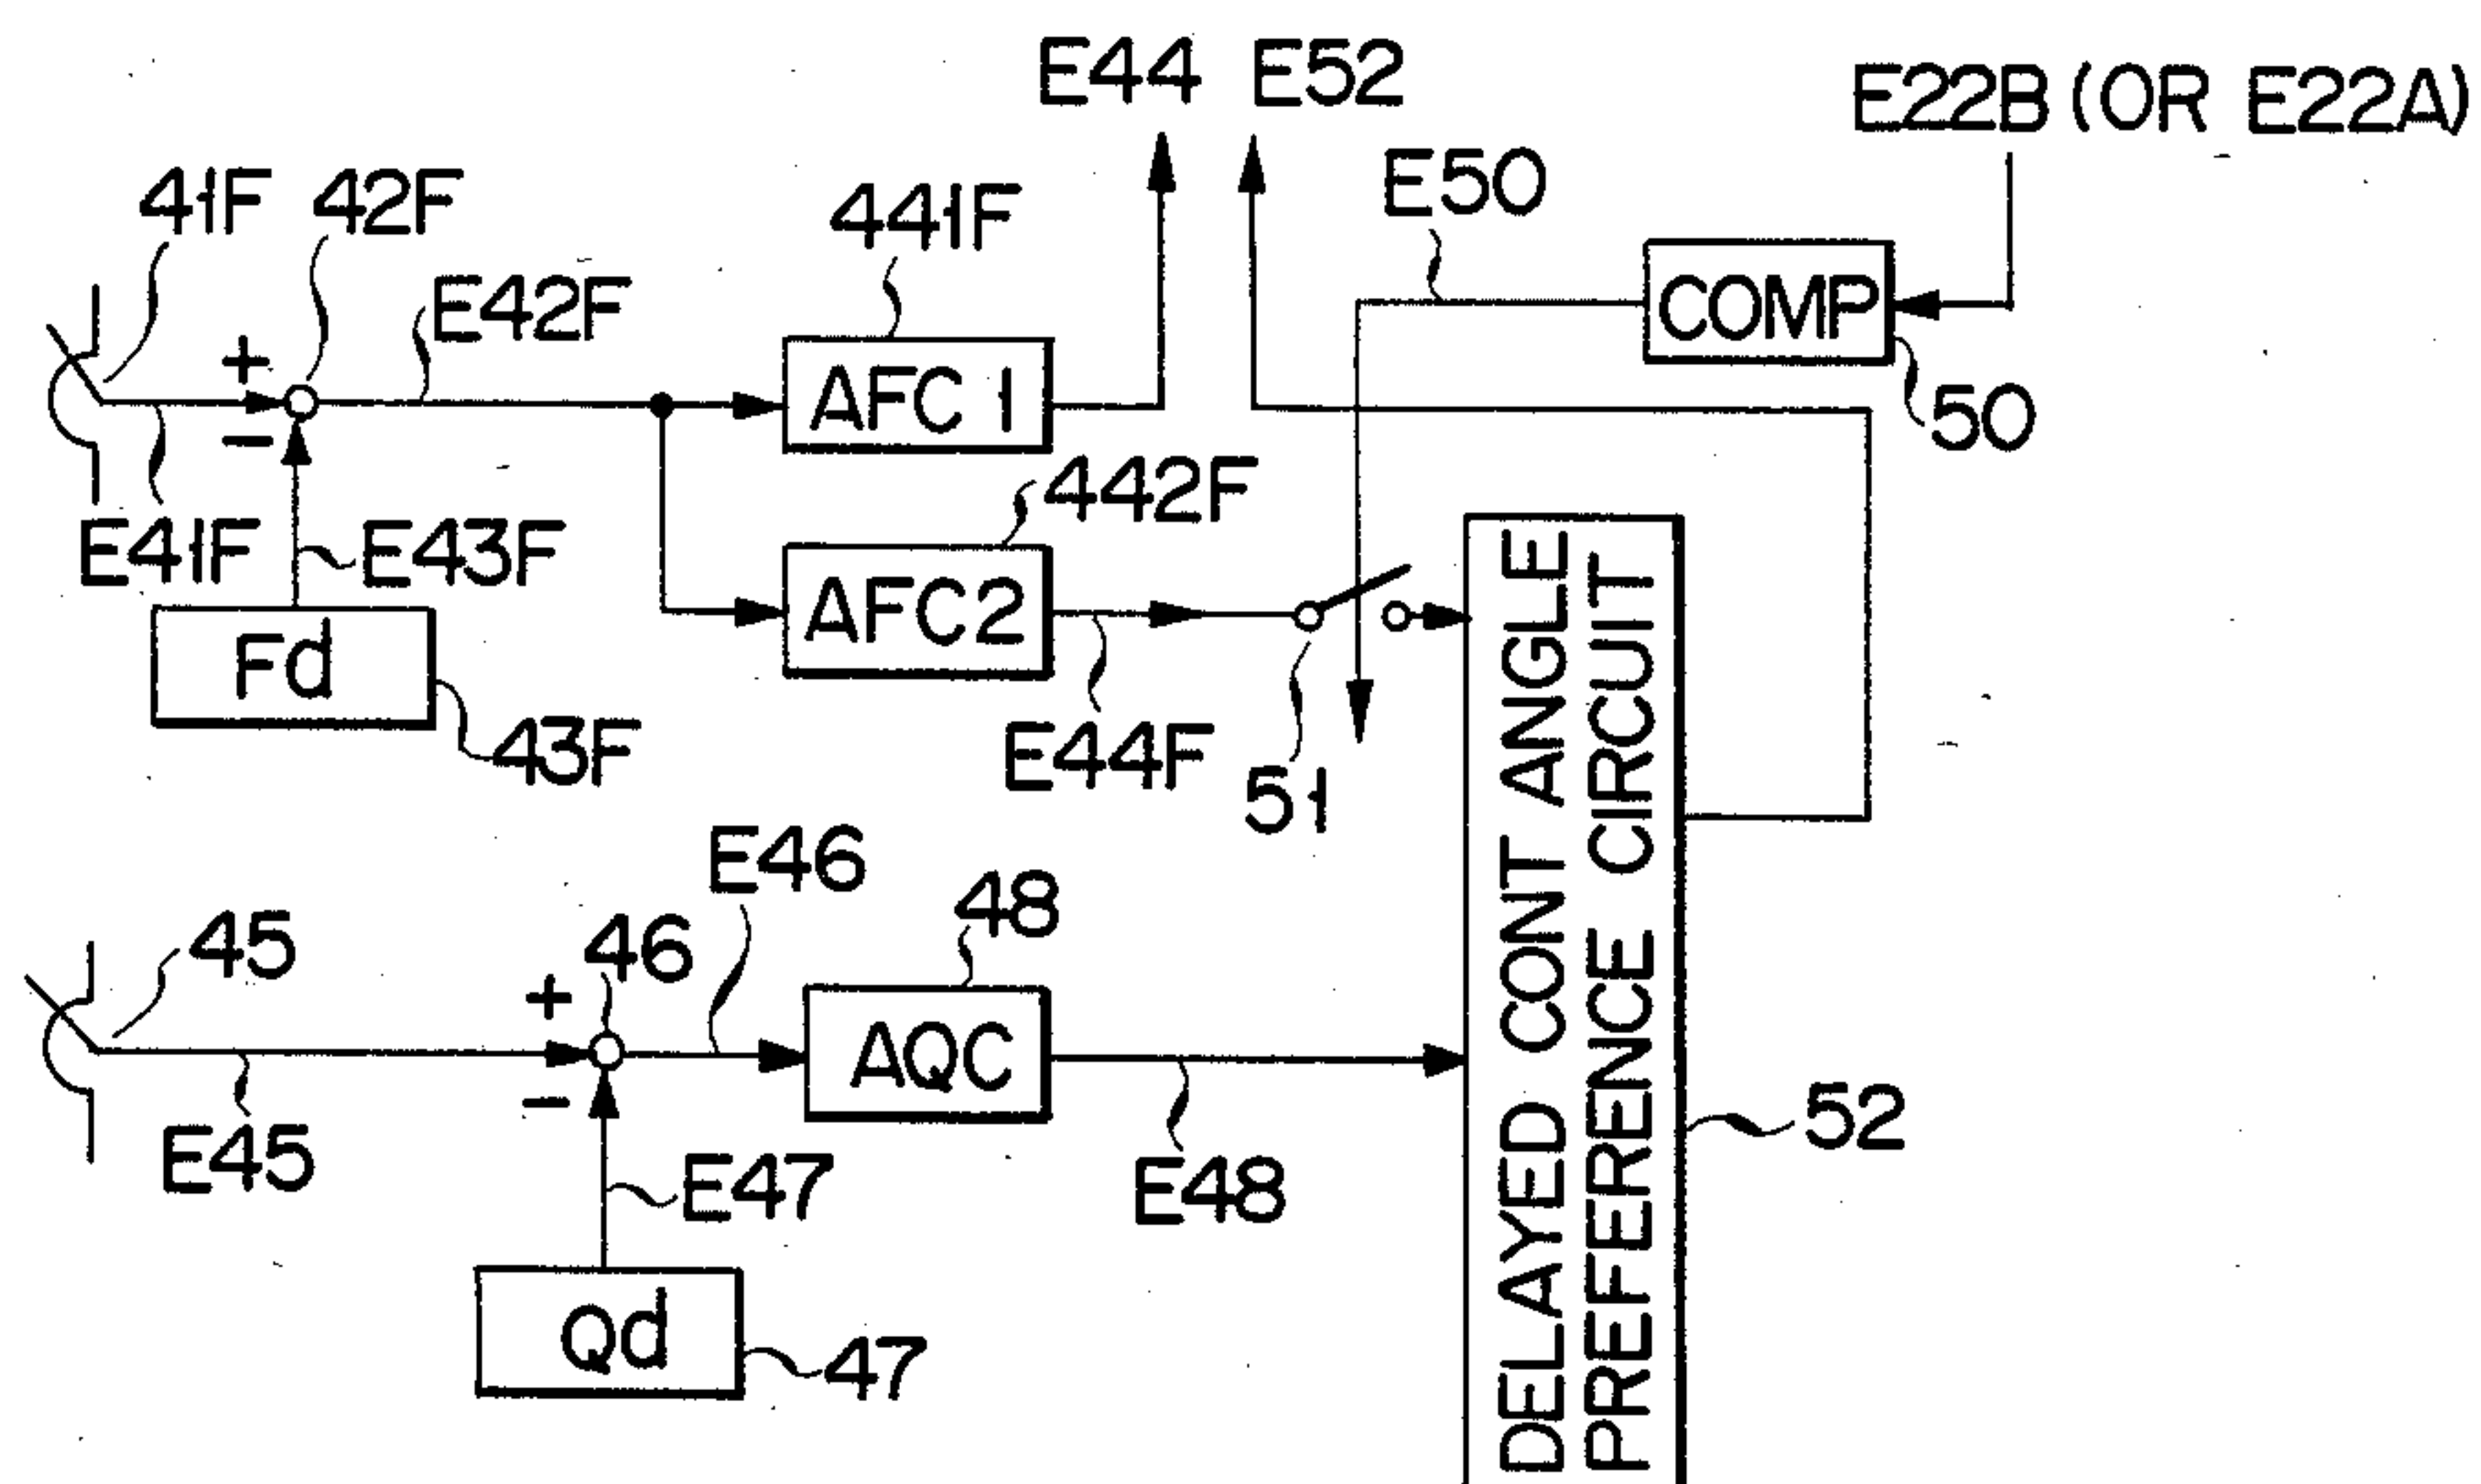 E44 E52
E22B (OR E22A)
41F 42F
441F
E50
E42F
COMP
+
AFC 1
50
−
442F
E41F
E43F
AFC2
Fd
43F
E44F
51
DELAYED CONT ANGLE
PREFERENCE CIRCUIT
E46
48
45
46
+
AQC
−
52
E45
E47
E48
Qd
47